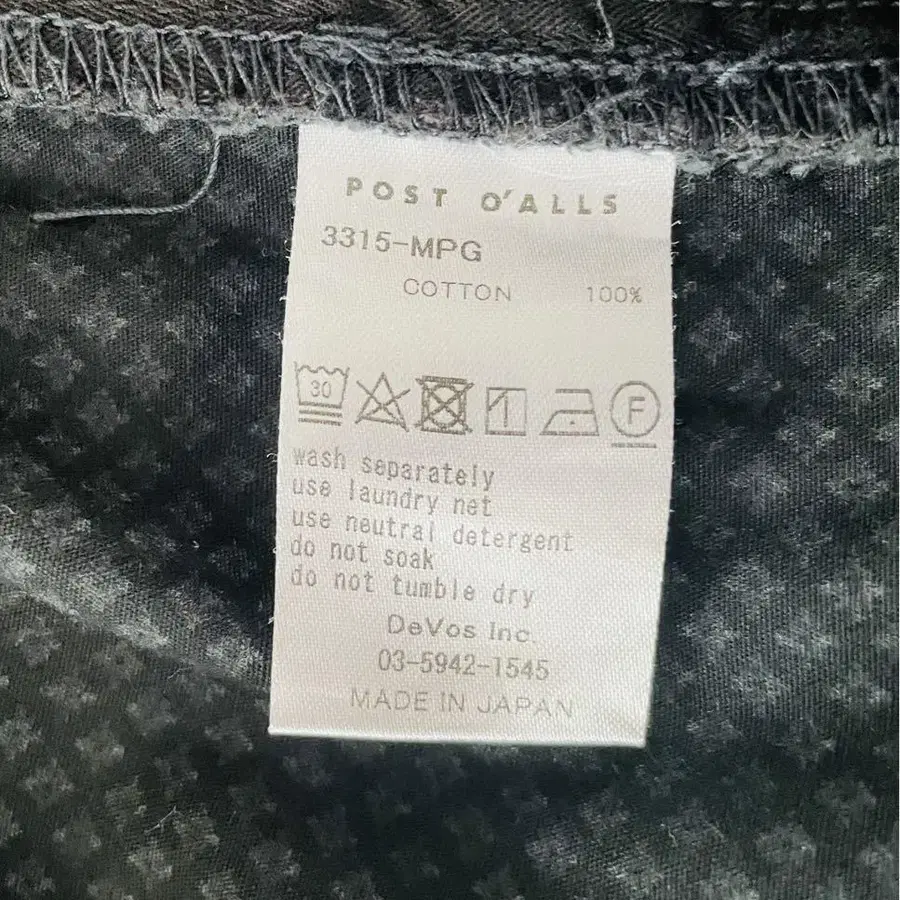 POST O'ALLS
3315-MPG
COTTON 100%
30 1 F
wash separately
use laundry net
use neutral detergent
do not soak
do not tumble dry
DeVos Inc.
03-5942-1545
MADE IN JAPAN